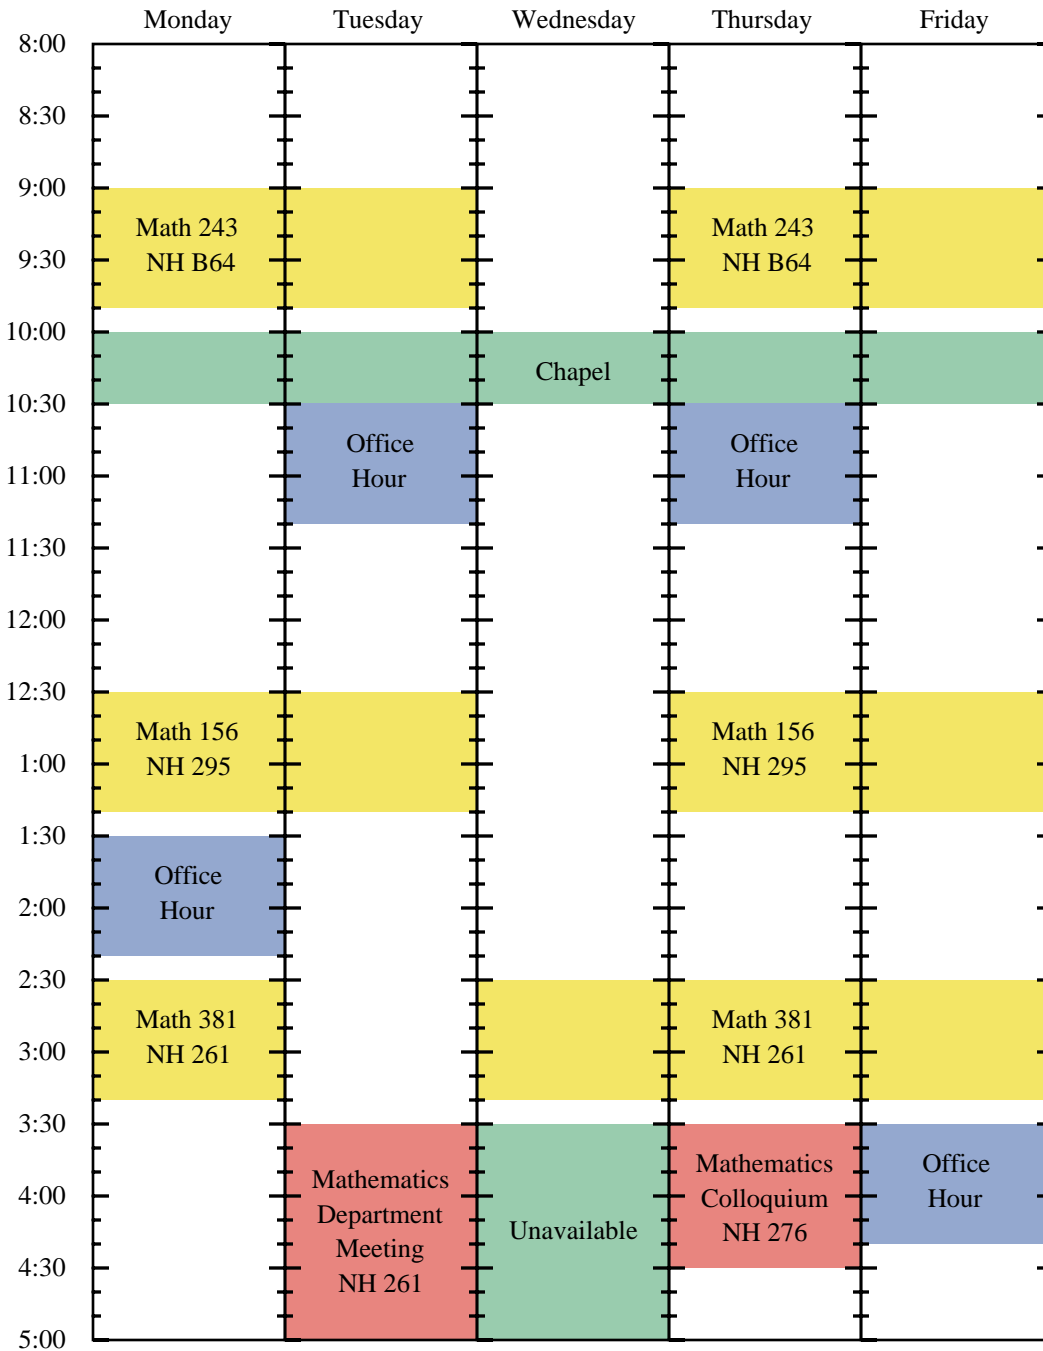 Monday Tuesday Wednesday Thursday Friday
8:00
8:30
9:00
Math 243 Math 243
9:30 NH B64 NH B64
10:00
Chapel
10:30
Office Office
11:00 Hour Hour
11:30
12:00
12:30
Math 156 Math 156
1:00 NH 295 NH 295
1:30
Office
2:00 Hour
2:30
Math 381 Math 381
3:00 NH 261 NH 261
3:30
Mathematics Office
Mathematics
4:00 Colloquium Hour
Department
Unavailable NH 276
Meeting
4:30
NH 261
5:00